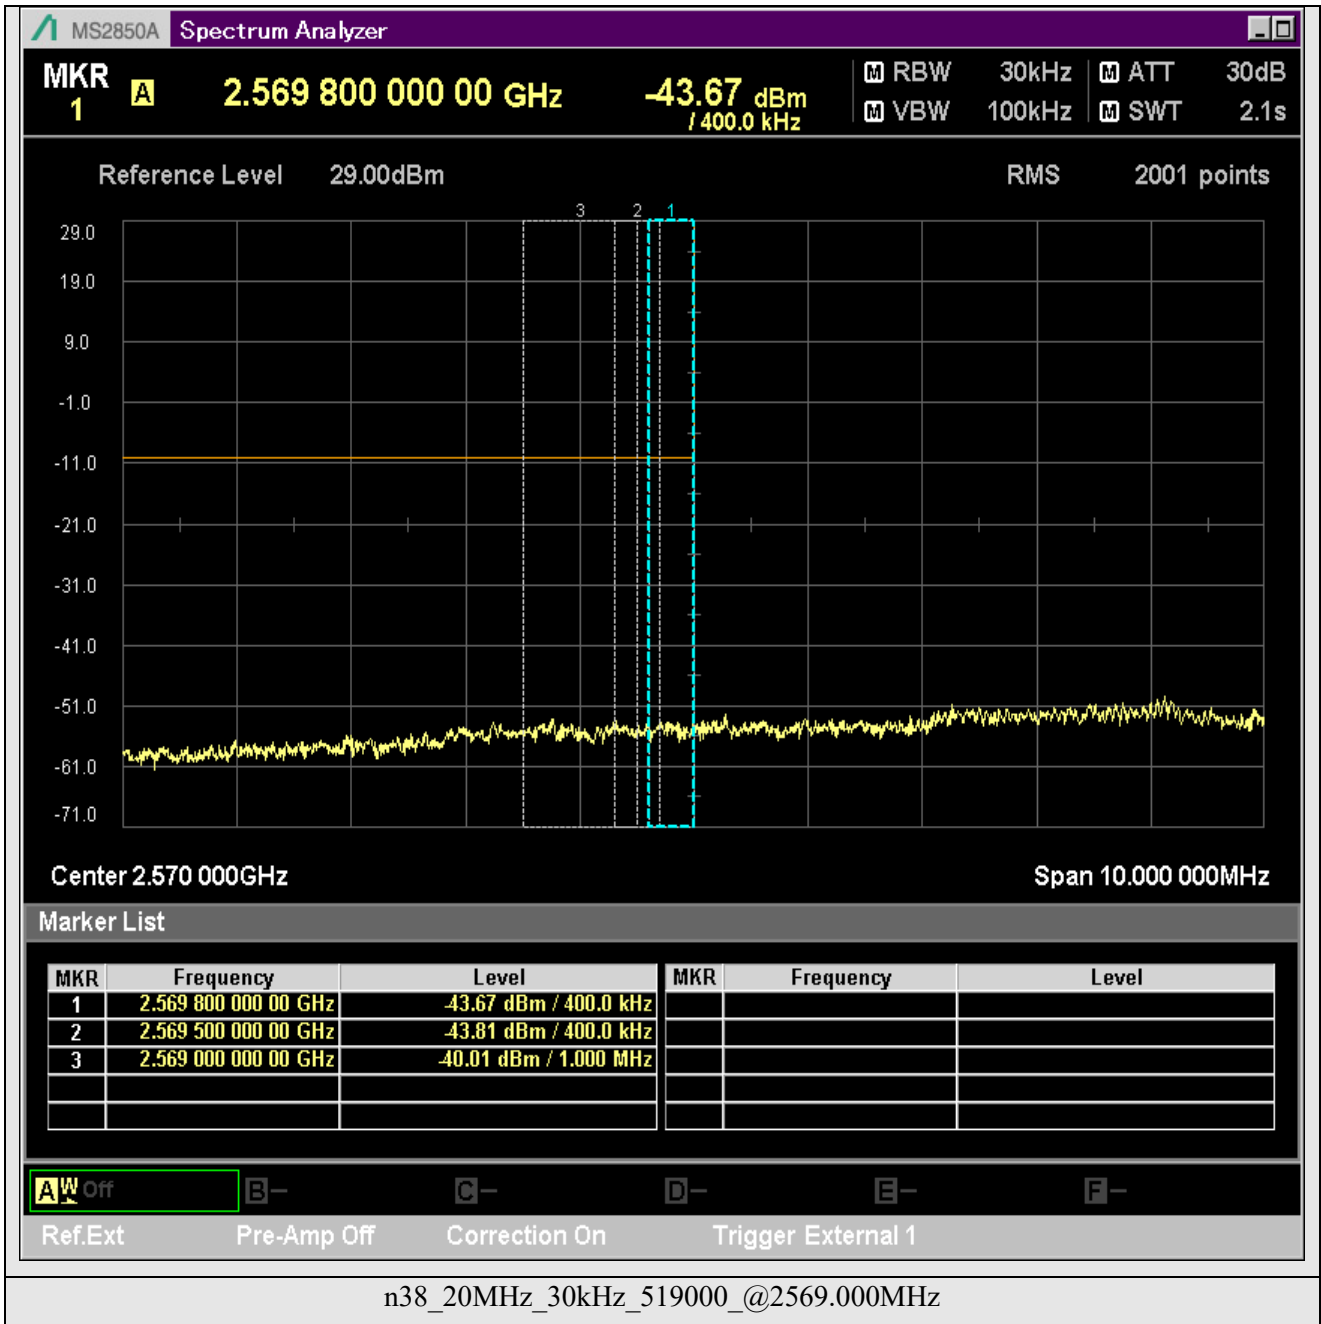 MS2850A Spectrum Analyzer
MKR 1 A 2.569 800 000 00 GHz -43.67 dBm / 400.0 kHz
M RBW 30kHz M ATT 30dB
M VBW 100kHz M SWT 2.1s
Reference Level 29.00dBm RMS 2001 points
3 2 1
29.0
19.0
9.0
-1.0
-11.0
-21.0
-31.0
-41.0
-51.0
-61.0
-71.0
Center 2.570 000GHz Span 10.000 000MHz
Marker List
MKR Frequency Level MKR Frequency Level
1 2.569 800 000 00 GHz -43.67 dBm / 400.0 kHz
2 2.569 500 000 00 GHz -43.81 dBm / 400.0 kHz
3 2.569 000 000 00 GHz -40.01 dBm / 1.000 MHz
A W Off B - C - D - E - F -
Ref.Ext Pre-Amp Off Correction On Trigger External 1
n38_20MHz_30kHz_519000_@2569.000MHz